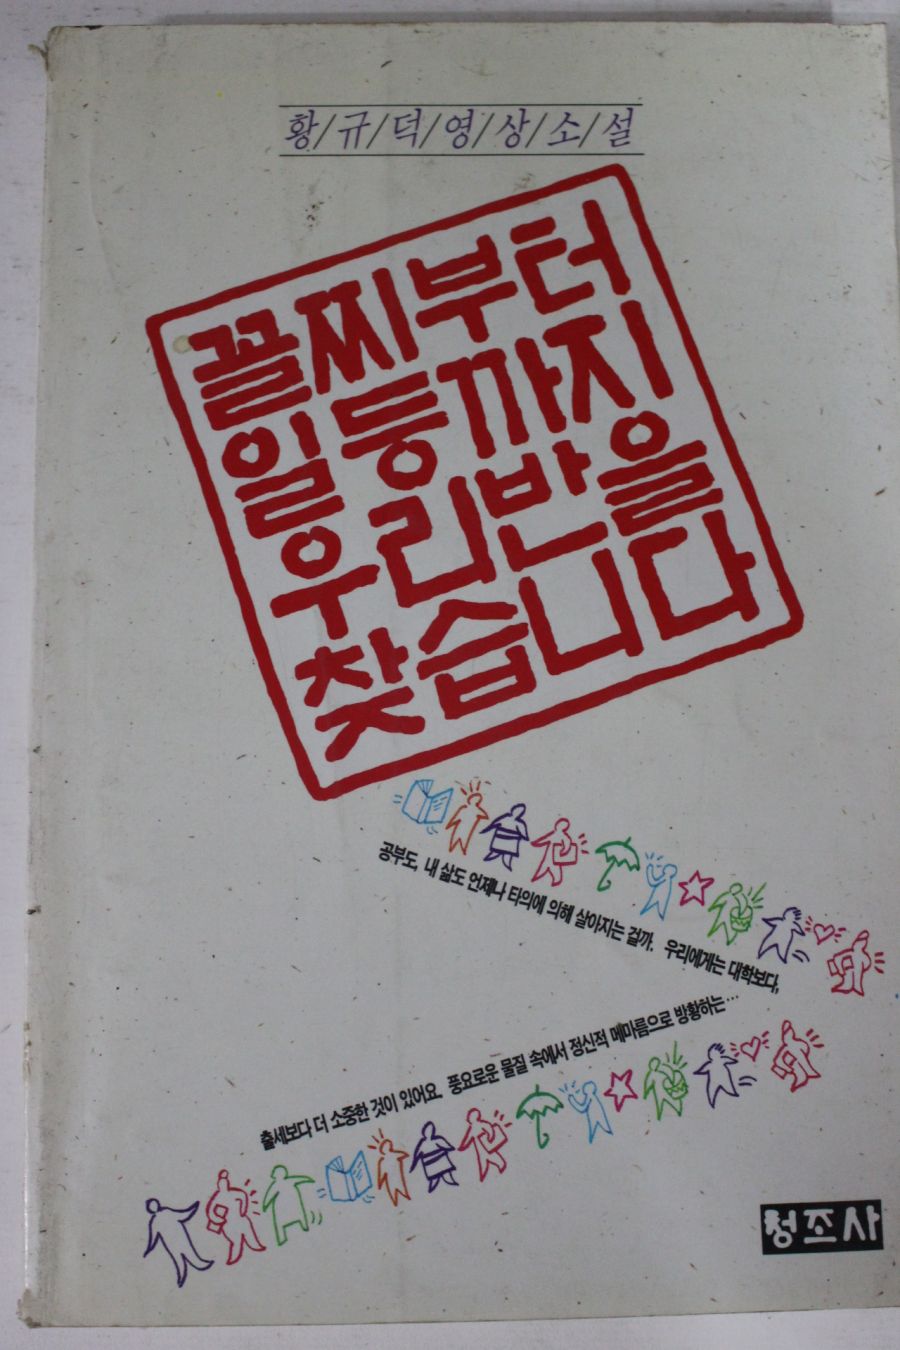 황/규/덕/영/상/소/설
꼴찌부터
일등까지
우리반을
찾습니다
공부도, 내 삶도 언제나 타의에 의해 살아지는 걸까. 우리에게는 대학보다,
출세보다 더 소중한 것이 있어요. 풍요로운 물질 속에서 정신적 메마름으로 방황하는…
청조사